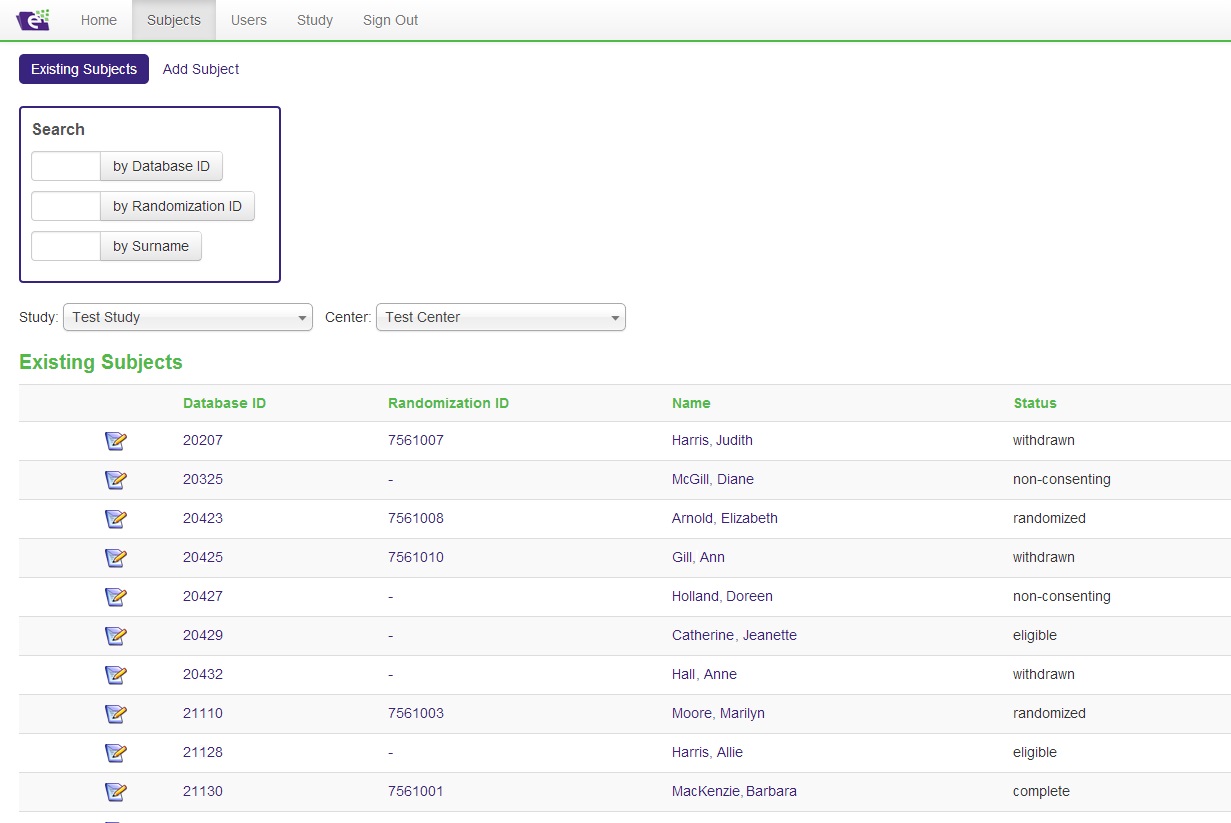 Home Subjects Users Study Sign Out
Existing Subjects Add Subject
Search
by Database ID
by Randomization ID
by Surname
Study: Test Study Center: Test Center
Existing Subjects
Database ID Randomization ID Name Status
20207 7561007 Harris, Judith withdrawn
20325 - McGill, Diane non-consenting
20423 7561008 Arnold, Elizabeth randomized
20425 7561010 Gill, Ann withdrawn
20427 - Holland, Doreen non-consenting
20429 - Catherine, Jeanette eligible
20432 - Hall, Anne withdrawn
21110 7561003 Moore, Marilyn randomized
21128 - Harris, Allie eligible
21130 7561001 MacKenzie, Barbara complete